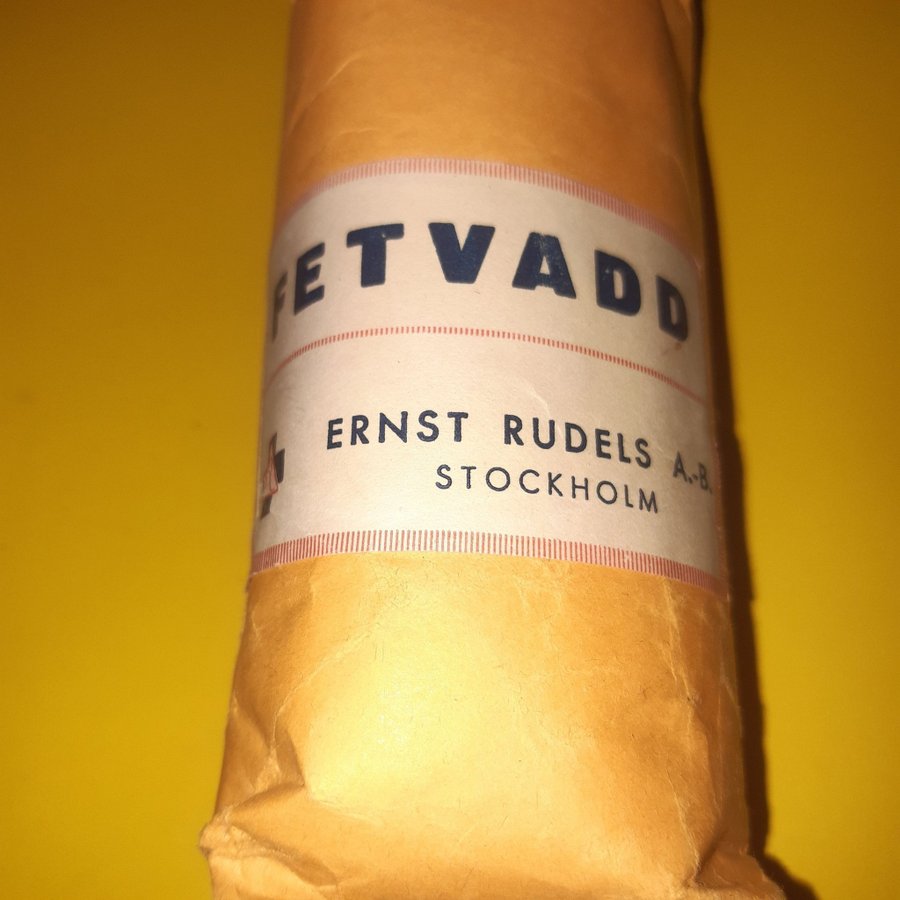 FETVADD
ERNST RUDELS A.-B.
STOCKHOLM